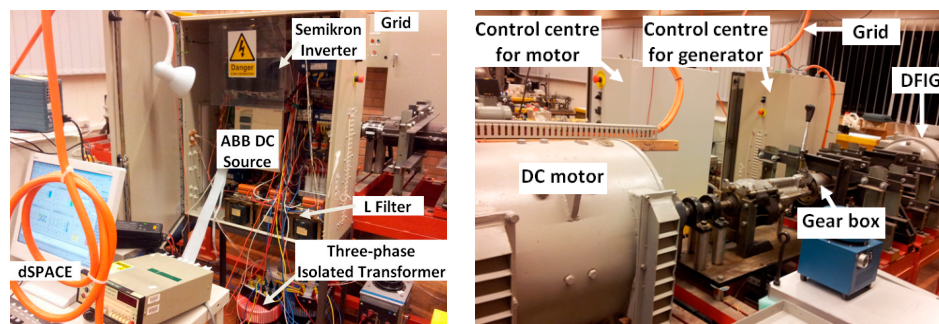 Semikron
Inverter
Grid
Danger
ABB DC
Source
L Filter
Three-phase
Isolated Transformer
dSPACE
Control centre
for motor
Control centre
for generator
Grid
DFIG
DC motor
Gear box